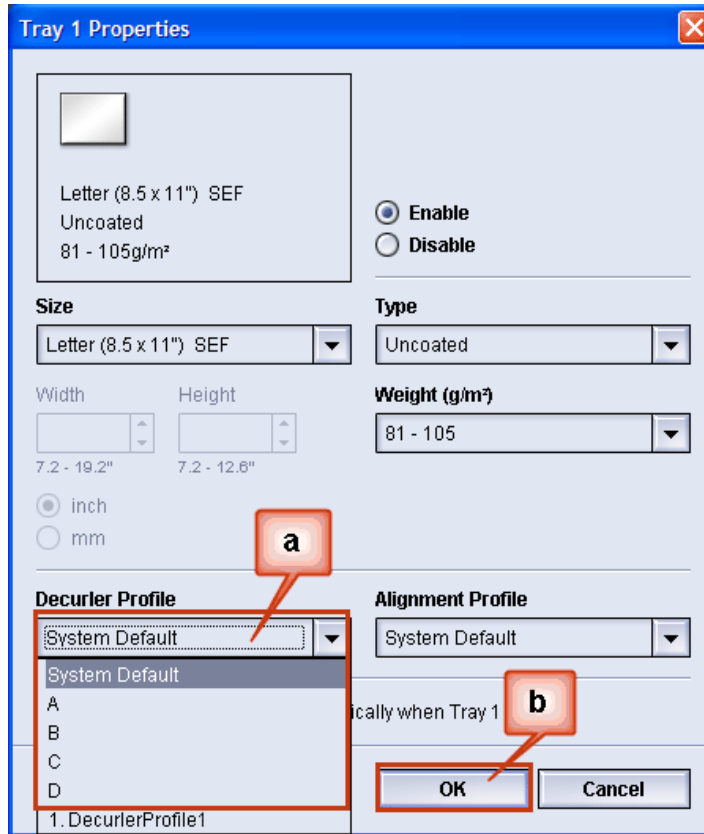 Tray 1 Properties
Letter (8.5 x 11") SEF
Uncoated
81 - 105g/m²
Enable
Disable
Size
Type
Letter (8.5 x 11") SEF
Uncoated
Width
Height
Weight (g/m²)
81 - 105
7.2 - 19.2"
7.2 - 12.6"
inch
mm
a
Decurler Profile
Alignment Profile
System Default
System Default
System Default
A
ically when Tray 1
b
B
C
D
OK
Cancel
1. DecurlerProfile1